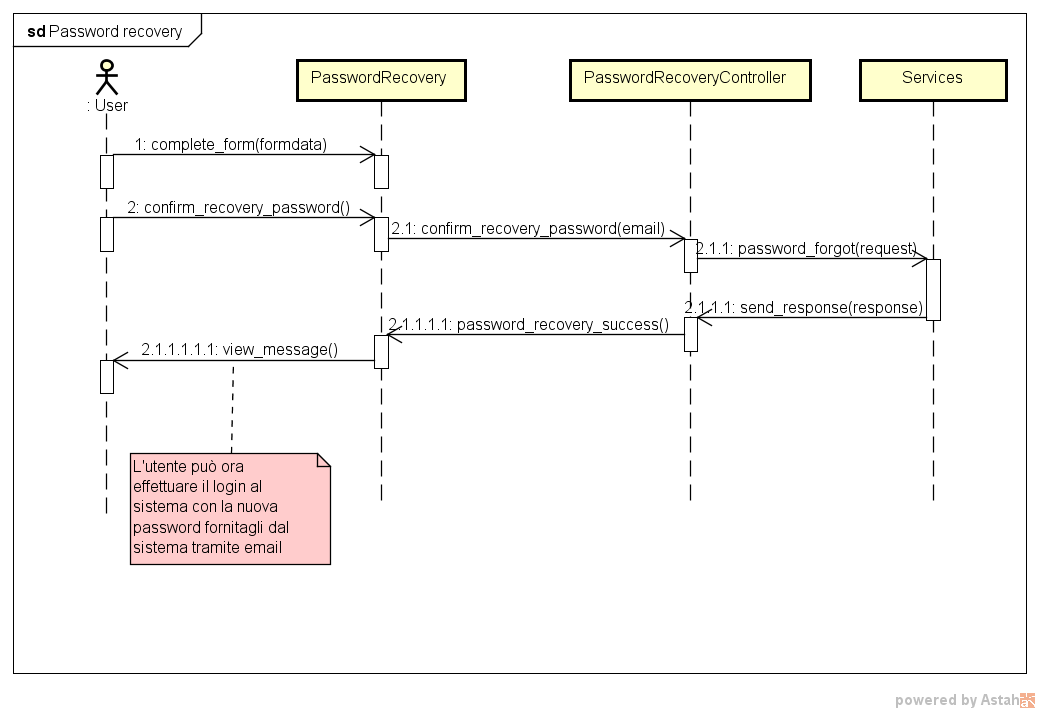 sd Password recovery
: User
PasswordRecovery
PasswordRecoveryController
Services
1: complete_form(formdata)
2: confirm_recovery_password()
2.1: confirm_recovery_password(email)
2.1.1: password_forgot(request)
2.1.1.1: send_response(response)
2.1.1.1.1: password_recovery_success()
2.1.1.1.1.1: view_message()
L'utente può ora
effettuare il login al
sistema con la nuova
password fornitagli dal
sistema tramite email
powered by Astah